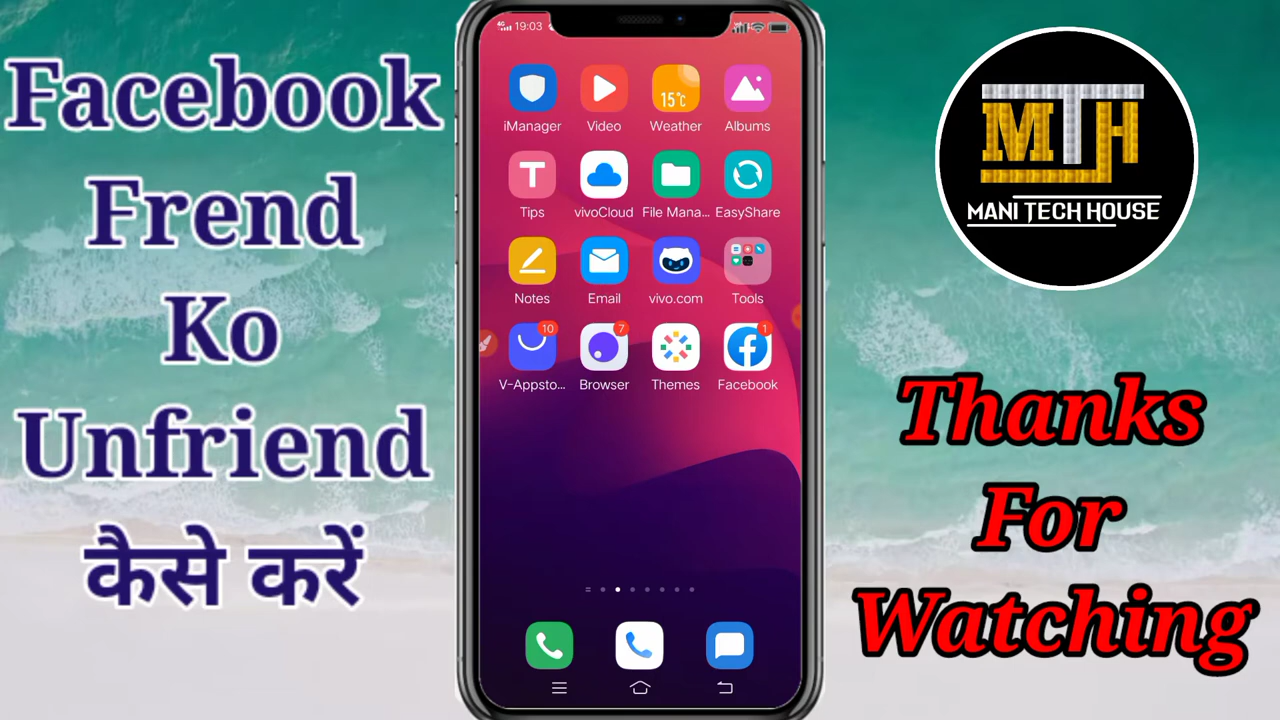 Facebook
Frend
Ko
Unfriend
कैसे करें
4G 19:03
iManager Video Weather Albums
15°C
Tips vivoCloud File Mana... EasyShare
Notes Email vivo.com Tools
10 7 1
V-Appsto... Browser Themes Facebook
MTH
MANI TECH HOUSE
Thanks
For
Watching